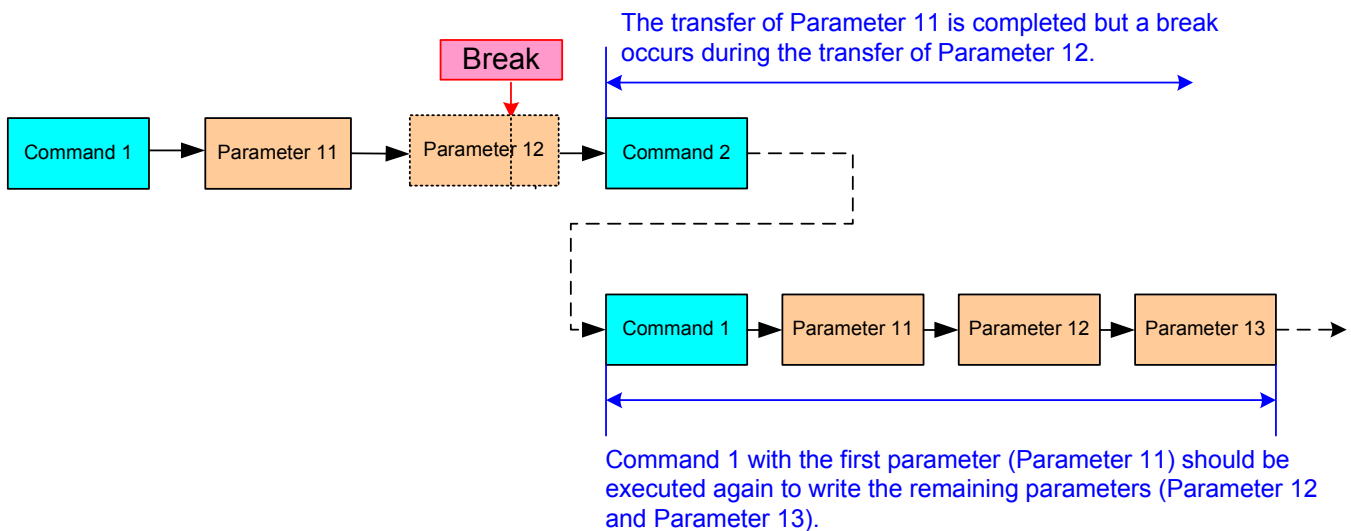 The transfer of Parameter 11 is completed but a break
occurs during the transfer of Parameter 12.
Break
Command 1
Parameter 11
Parameter 12
Command 2
Command 1
Parameter 11
Parameter 12
Parameter 13
Command 1 with the first parameter (Parameter 11) should be
executed again to write the remaining parameters (Parameter 12
and Parameter 13).